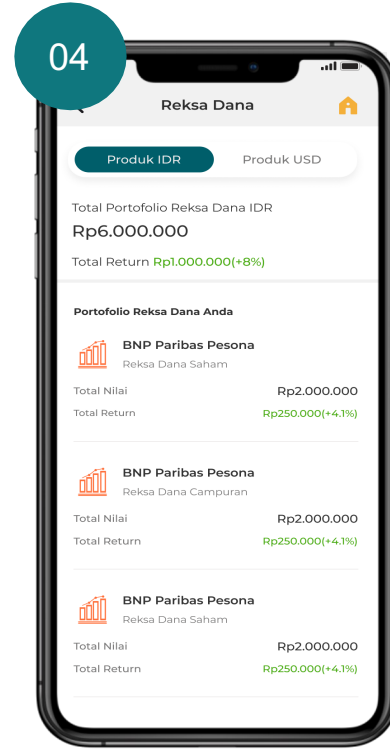 04
Reksa Dana
Produk IDR Produk USD
Total Portofolio Reksa Dana IDR
Rp6.000.000
Total Return Rp1.000.000(+8%)
Portofolio Reksa Dana Anda
BNP Paribas Pesona
Reksa Dana Saham
Total Nilai Rp2.000.000
Total Return Rp250.000(+4.1%)
BNP Paribas Pesona
Reksa Dana Campuran
Total Nilai Rp2.000.000
Total Return Rp250.000(+4.1%)
BNP Paribas Pesona
Reksa Dana Saham
Total Nilai Rp2.000.000
Total Return Rp250.000(+4.1%)